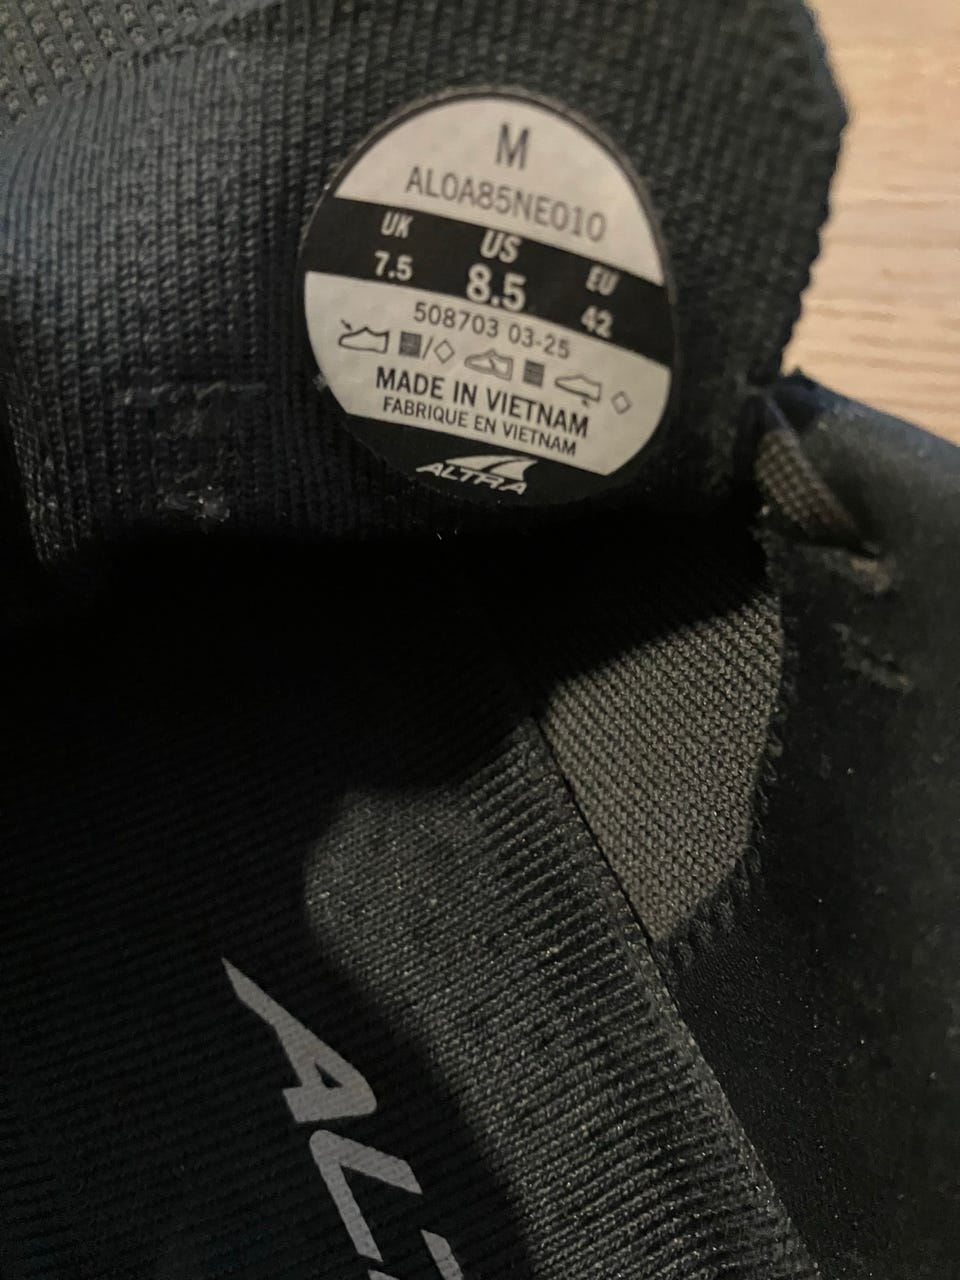 M
AL0A85NE010
UK US EU
7.5 8.5 42
508703 03-25
MADE IN VIETNAM
FABRIQUE EN VIETNAM
ALTRA
ALT